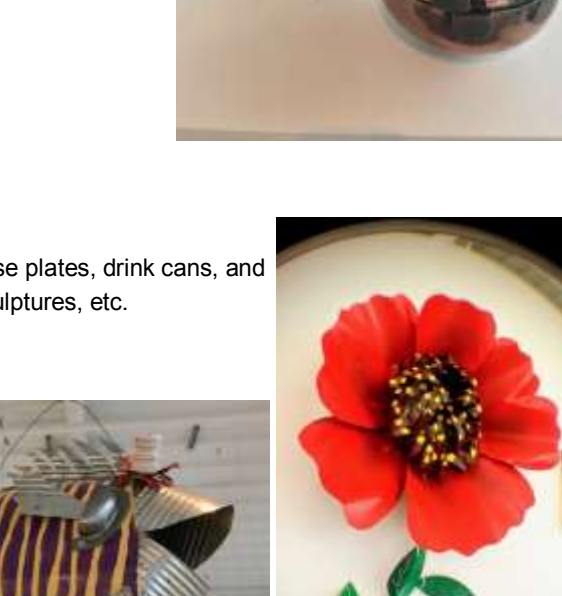 se plates, drink cans, and
ulptures, etc.